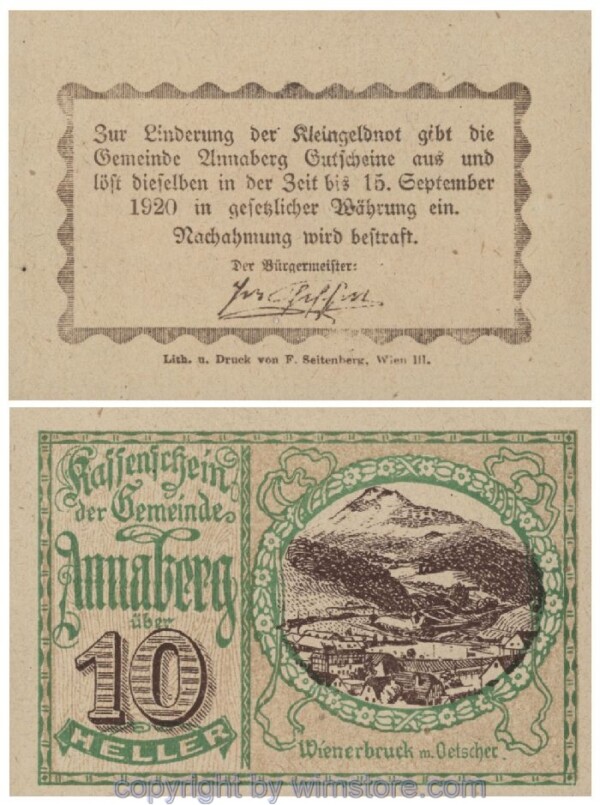 Zur Linderung der Kleingeldnot gibt die
Gemeinde Annaberg Gutscheine aus und
löst dieselben in der Zeit bis 15. September
1920 in gesetzlicher Währung ein.
Nachahmung wird bestraft.
Der Bürgermeister:
Lith. u. Druck von F. Seitenberg, Wien III.
Kassenschein
der Gemeinde
Annaberg
über
10
HELLER
Wienerbruck m. Oetscher
copyright by wimstore.com